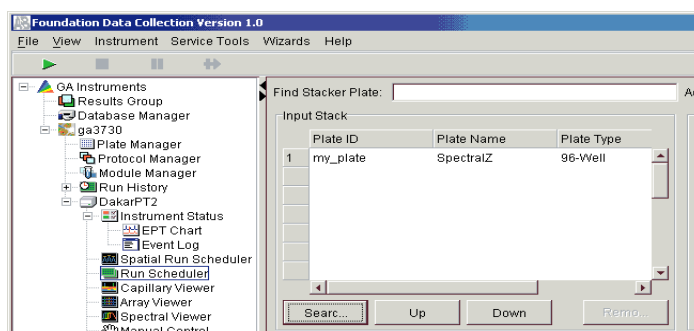 Foundation Data Collection Version 1.0
File View Instrument Service Tools Wizards Help
GA Instruments
Results Group
Database Manager
ga3730
Plate Manager
Protocol Manager
Module Manager
Run History
DakarPT2
Instrument Status
EPT Chart
Event Log
Spatial Run Scheduler
Run Scheduler
Capillary Viewer
Array Viewer
Spectral Viewer
Manual Control
Find Stacker Plate:
Input Stack
Plate ID Plate Name Plate Type
1 my_plate SpectralZ 96-Well
Searc... Up Down Remo...